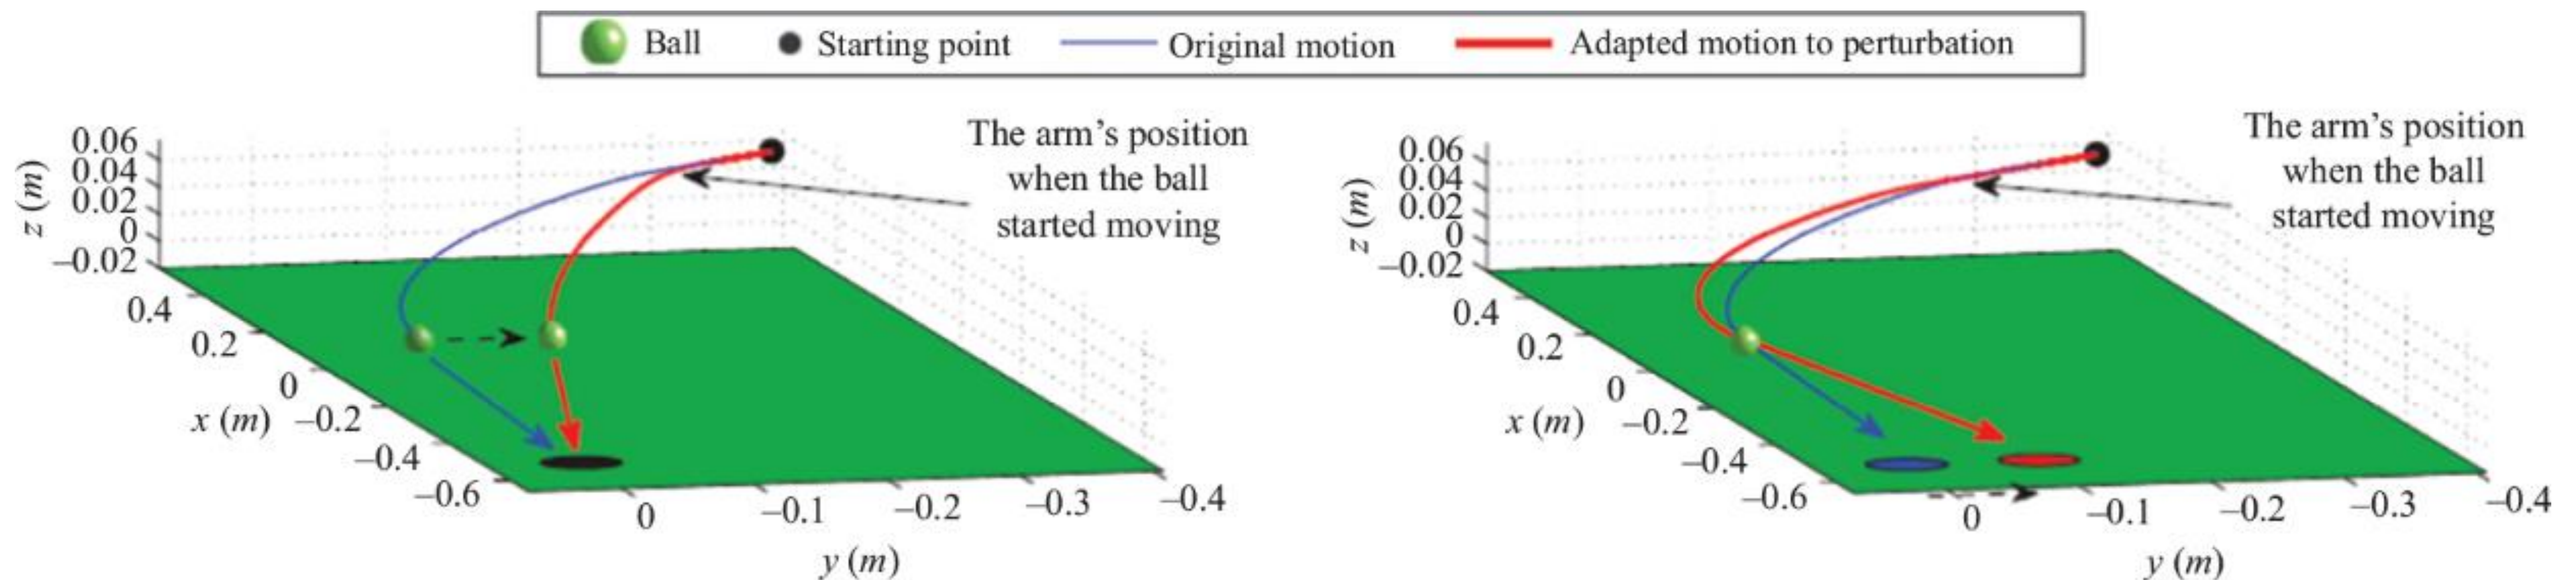 Ball Starting point Original motion Adapted motion to perturbation
The arm's position
when the ball
started moving
0.06
0.04
0.02
0
–0.02
z (m)
0.4
0.2
0
–0.2
–0.4
–0.6
x (m)
0 –0.1 –0.2 –0.3 –0.4
y (m)
The arm's position
when the ball
started moving
0.06
0.04
0.02
0
–0.02
z (m)
0.4
0.2
0
–0.2
–0.4
–0.6
x (m)
0 –0.1 –0.2 –0.3 –0.4
y (m)